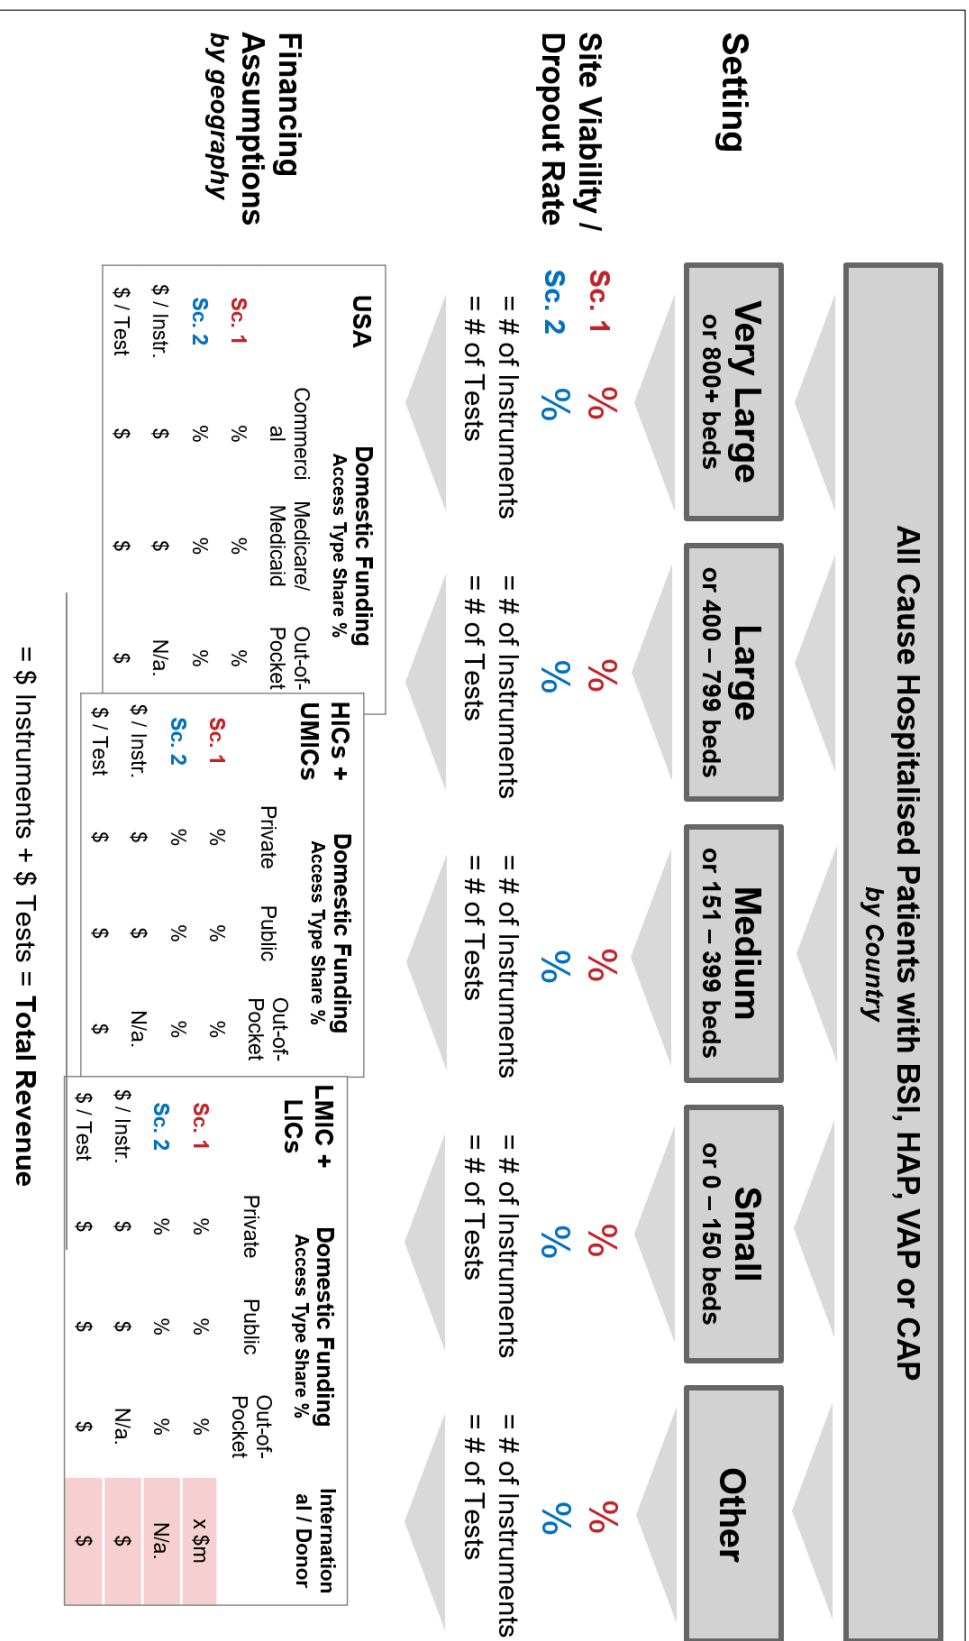 All Cause Hospitalised Patients with BSI, HAP, VAP or CAP
by Country
Setting
Very Large
or 800+ beds
Large
or 400 – 799 beds
Medium
or 151 – 399 beds
Small
or 0 – 150 beds
Other
Site Viability /
Dropout Rate
Sc. 1 % % % % %
Sc. 2 % % % % %
= # of Instruments
= # of Tests
= # of Instruments
= # of Tests
= # of Instruments
= # of Tests
= # of Instruments
= # of Tests
= # of Instruments
= # of Tests
Financing
Assumptions
by geography
USA
Domestic Funding
Access Type Share %
Commerci
al
Medicare/
Medicaid
Out-of-
Pocket
Sc. 1 % % %
Sc. 2 % % %
$ / Instr. $ $ N/a.
$ / Test $ $ $
HICs +
UMICs
Domestic Funding
Access Type Share %
Private
Public
Out-of-
Pocket
Sc. 1 % % %
Sc. 2 % % %
$ / Instr. $ $ N/a.
$ / Test $ $ $
LMIC +
LICs
Domestic Funding
Access Type Share %
Internation
al / Donor
Private
Public
Out-of-
Pocket
Sc. 1 % % % x $m
Sc. 2 % % % N/a.
$ / Instr. $ $ N/a. $
$ / Test $ $ $ $
= $ Instruments + $ Tests = Total Revenue